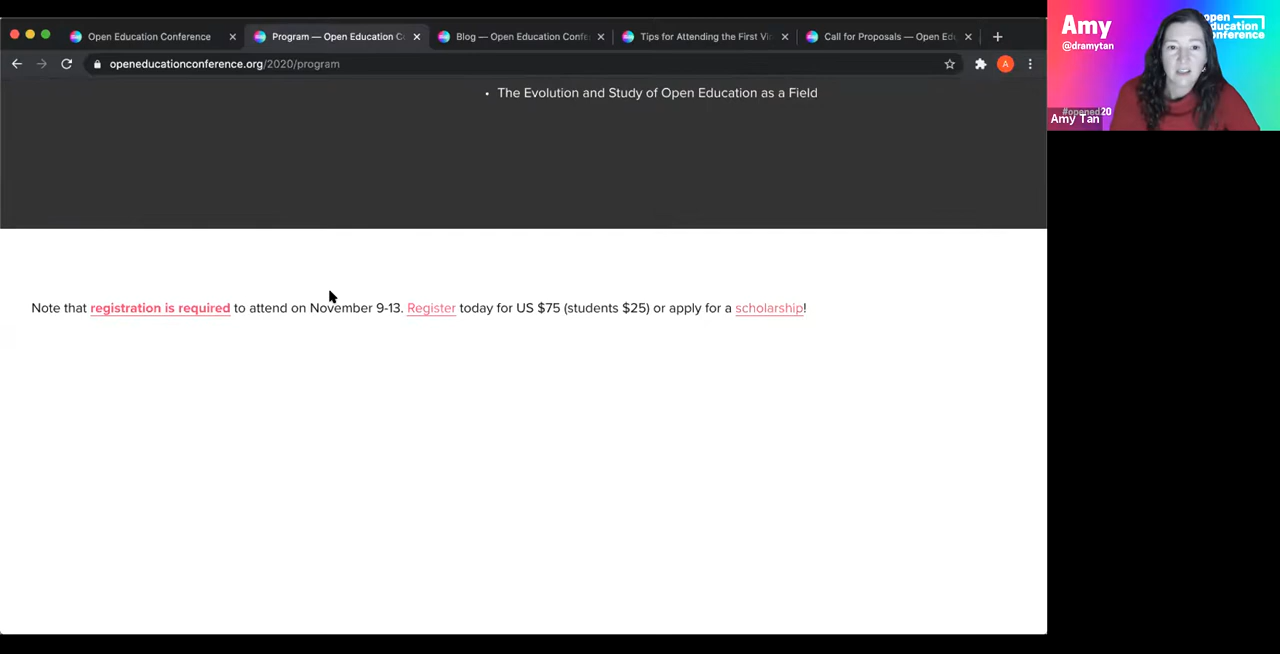 Open Education Conference
Program — Open Education C
Blog — Open Education Confe
Tips for Attending the First Vi
Call for Proposals — Open Ed
openeducationconference.org/2020/program
A
• The Evolution and Study of Open Education as a Field
Note that registration is required to attend on November 9-13. Register today for US $75 (students $25) or apply for a scholarship!
Amy
@dramytan
open
education
conference
#opened20
Amy Tan